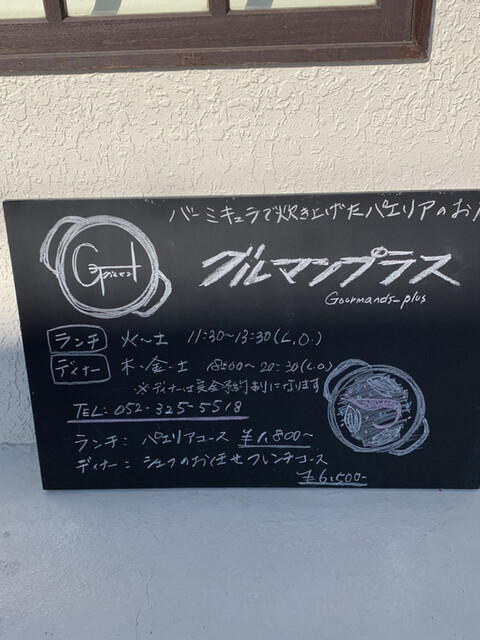 バーミキュラで炊き上げたパエリアのお
グルマンプラス
Gourmands-plus
ランチ 火〜土 11:30〜13:30(L.O.)
ディナー 木・金・土 18:00〜20:30(L.O)
※ディナーは完全予約制になります
TEL:052-325-5518
ランチ: パエリアコース ¥1,800〜
ディナー: シェフのお任せフレンチコース
¥6,500-